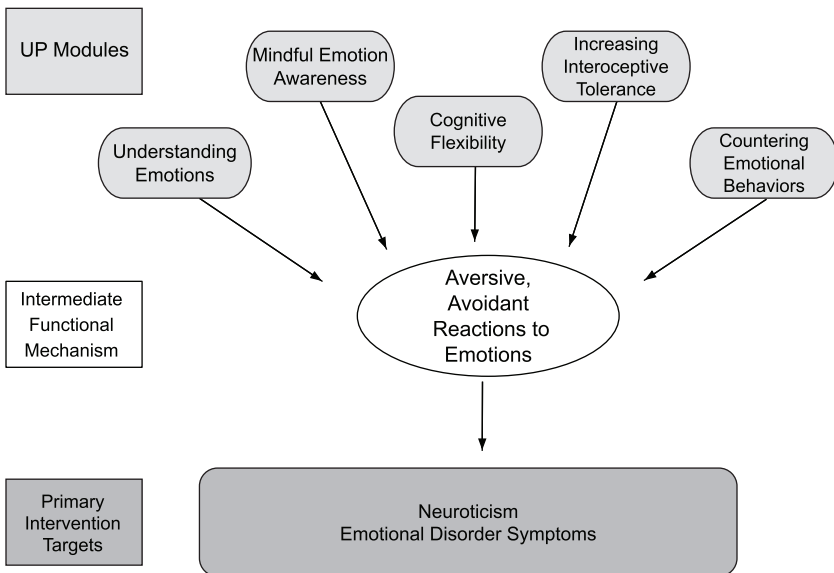 UP Modules
Mindful Emotion
Awareness
Increasing
Interoceptive
Tolerance
Cognitive
Flexibility
Understanding
Emotions
Countering
Emotional
Behaviors
Intermediate
Functional
Mechanism
Aversive,
Avoidant
Reactions to
Emotions
Primary
Intervention
Targets
Neuroticism
Emotional Disorder Symptoms